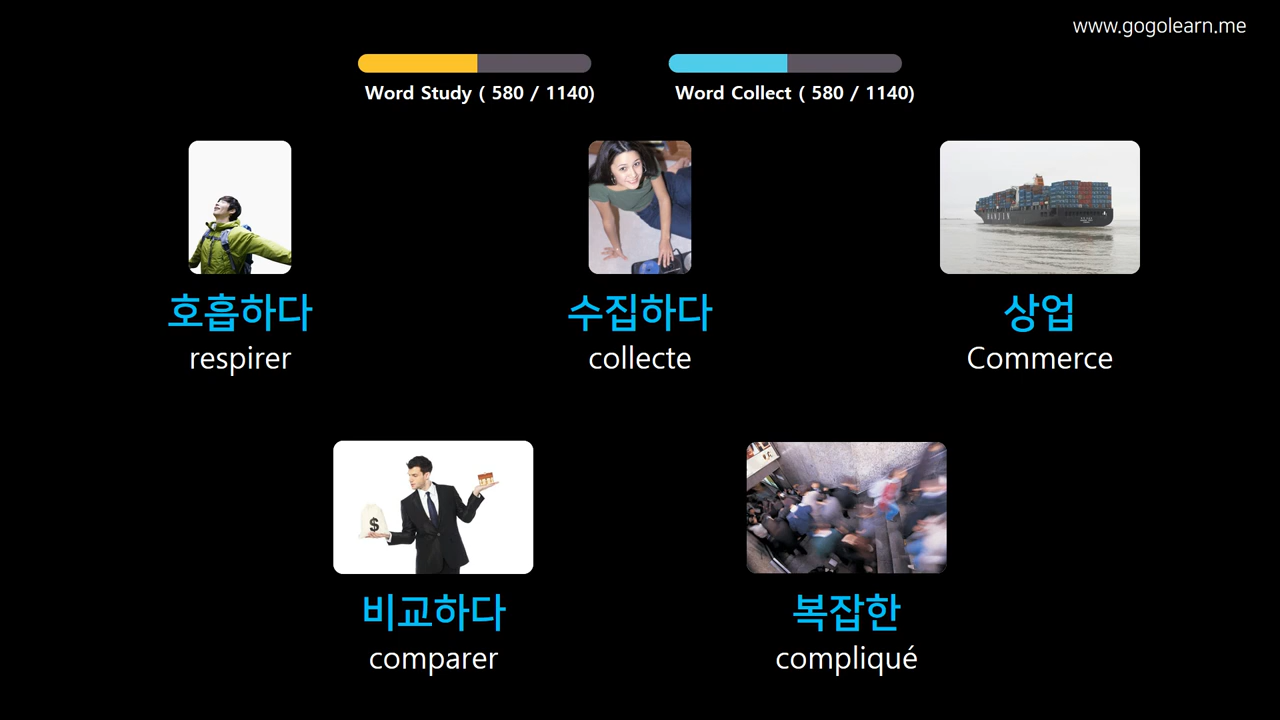 www.gogolearn.me
Word Study ( 580 / 1140)
Word Collect ( 580 / 1140)
호흡하다
respirer
수집하다
collecte
HANJIN
상업
Commerce
$
비교하다
comparer
복잡한
compliqué